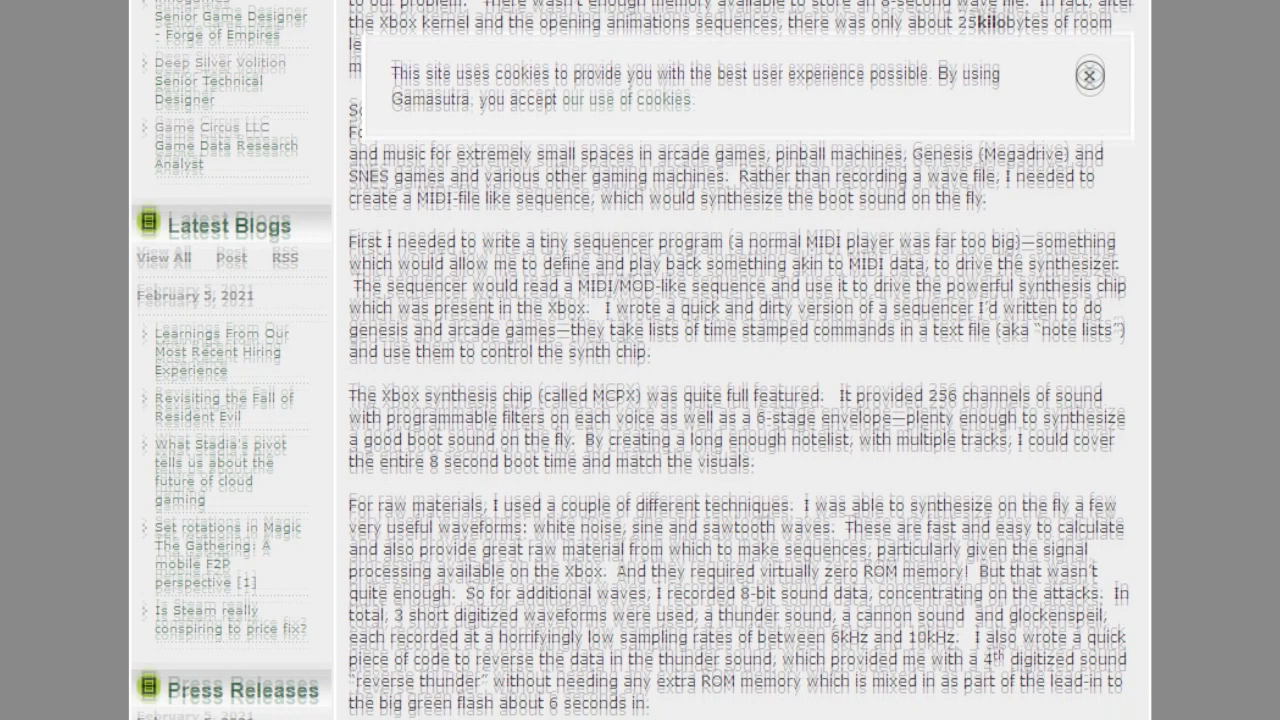 Senior Game Designer
- Forge of Empires
Deep Silver Volition
Senior Technical
Designer
Game Circus LLC
Game Data Research
Analyst
Latest Blogs
View All Post RSS
February 5, 2021
Learnings From Our
Most Recent Hiring
Experience
Revisiting the Fall of
Resident Evil
What Stadia's pivot
tells us about the
future of cloud
gaming
Set rotations in Magic
The Gathering: A
mobile F2P
perspective [1]
Is Steam really
conspiring to price fix?
Press Releases
February 5, 2021
to our problem. There wasn't enough memory available to store an 8-second wave file. In fact, after
the Xbox kernel and the opening animations sequences, there was only about 25kilobytes of room
This site uses cookies to provide you with the best user experience possible. By using
Gamasutra, you accept our use of cookies.
and music for extremely small spaces in arcade games, pinball machines, Genesis (Megadrive) and
SNES games and various other gaming machines. Rather than recording a wave file, I needed to
create a MIDI-file like sequence, which would synthesize the boot sound on the fly.
First I needed to write a tiny sequencer program (a normal MIDI player was far too big)—something
which would allow me to define and play back something akin to MIDI data, to drive the synthesizer.
The sequencer would read a MIDI/MOD-like sequence and use it to drive the powerful synthesis chip
which was present in the Xbox. I wrote a quick and dirty version of a sequencer I'd written to do
genesis and arcade games—they take lists of time stamped commands in a text file (aka "note lists")
and use them to control the synth chip.
The Xbox synthesis chip (called MCPX) was quite full featured. It provided 256 channels of sound
with programmable filters on each voice as well as a 6-stage envelope—plenty enough to synthesize
a good boot sound on the fly. By creating a long enough notelist, with multiple tracks, I could cover
the entire 8 second boot time and match the visuals.
For raw materials, I used a couple of different techniques. I was able to synthesize on the fly a few
very useful waveforms: white noise, sine and sawtooth waves. These are fast and easy to calculate
and also provide great raw material from which to make sequences, particularly given the signal
processing available on the Xbox. And they required virtually zero ROM memory! But that wasn't
quite enough. So for additional waves, I recorded 8-bit sound data, concentrating on the attacks. In
total, 3 short digitized waveforms were used, a thunder sound, a cannon sound and glockenspiel,
each recorded at a horrifyingly low sampling rates of between 6kHz and 10kHz. I also wrote a quick
piece of code to reverse the data in the thunder sound, which provided me with a 4th digitized sound
"reverse thunder" without needing any extra ROM memory which is mixed in as part of the lead-in to
the big green flash about 6 seconds in.